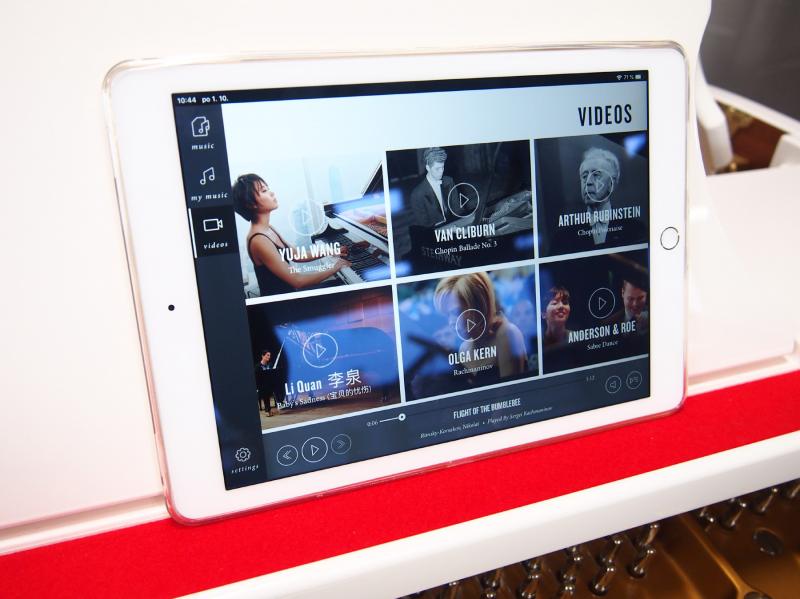 10:44 po 1. 10.
71 %
VIDEOS
music
my music
videos
settings
YUJA WANG
The Smuggler
VAN CLIBURN
Chopin Ballade No. 3
STEINWAY
ARTHUR RUBINSTEIN
Chopin Polonaise
Li Quan 李泉
Baby's Sadness (宝贝的忧伤)
OLGA KERN
Rachmaninov
ANDERSON & ROE
Sabre Dance
0:06
FLIGHT OF THE BUMBLEBEE
1:12
Rimsky-Korsakov, Nikolai • Played By Sergei Rachmaninov